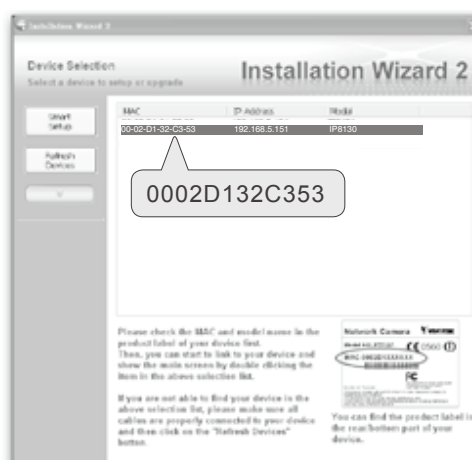 Installation Wizard 2
Device Selection
Select a device to setup or upgrade
Installation Wizard 2
MAC IP Address Model
00-02-D1-32-C3-53 192.168.5.151 IP8130
Smart
Setup
Refresh
Devices
0002D132C353
Please check the MAC and model name in the
product label of your device first.
Then, you can start to link to your device and
show the main screen by double clicking the
item in the above selection list.
If you are not able to find your device in the
above selection list, please make sure all
cables are properly connected to your device
and then click on the "Refresh Devices"
button.
Network Camera
0560
FC
You can find the product label in
the rear/bottom part of your
device.